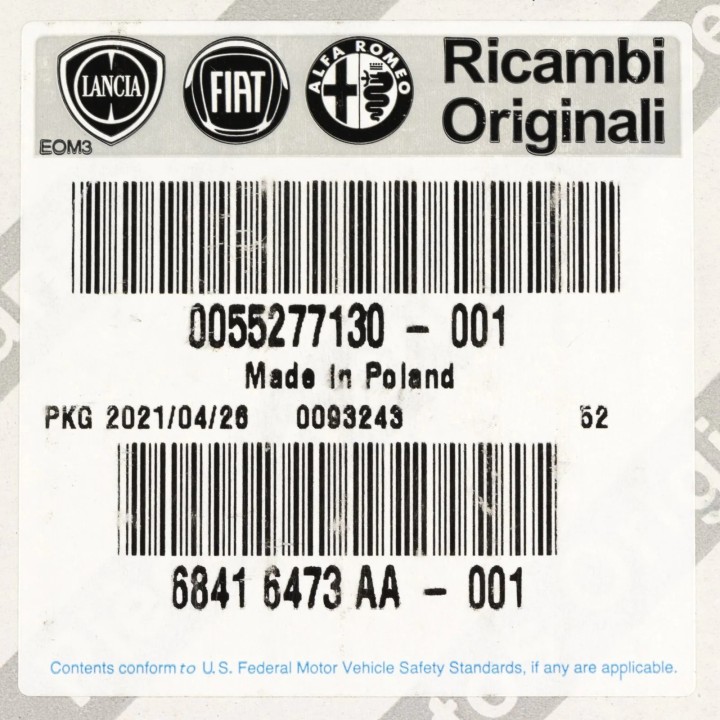 LANCIA FIAT ALFA ROMEO Ricambi
Originali
EOM3
0055277130 - 001
Made In Poland
PKG 2021/04/26 0093243 52
6841 6473 AA - 001
Contents conform to U.S. Federal Motor Vehicle Safety Standards, if any are applicable.